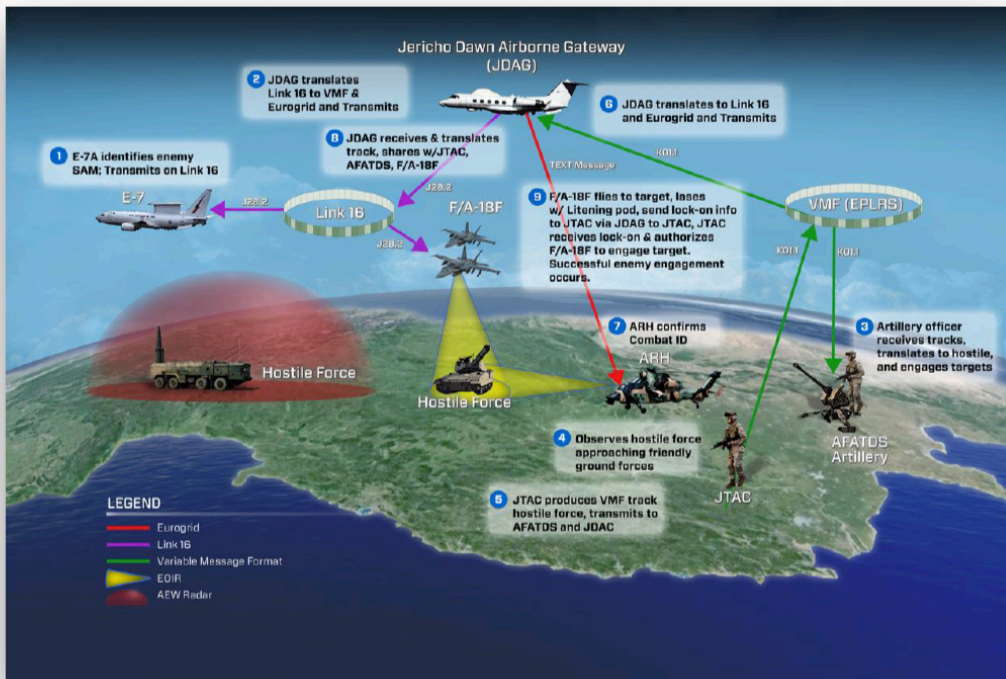 Jericho Dawn Airborne Gateway
(JDAG)
2 JDAG translates
Link 16 to VMF &
Eurogrid and Transmits
6 JDAG translates to Link 16
and Eurogrid and Transmits
8 JDAG receives & translates
track, shares w/JTAC,
AFATDS, F/A-18F
1 E-7A identifies enemy
SAM; Transmits on Link 16
TEXT Message
K01.1
E-7
J28.2
J28.2
Link 16
F/A-18F
J28.2
9 F/A-18F flies to target, lases
w/ Litening pod, send lock-on info
to JTAC via JDAG to JTAC, JTAC
receives lock-on & authorizes
F/A-18F to engage target.
Successful enemy engagement
occurs.
VMF (EPLRS)
K01.1
K01.1
7 ARH confirms
Combat ID
ARH
3 Artillery officer
receives tracks,
translates to hostile,
and engages targets
Hostile Force
Hostile Force
4 Observes hostile force
approaching friendly
ground forces
AFATDS
Artillery
JTAC
5 JTAC produces VMF track
hostile force, transmits to
AFATDS and JDAC
LEGEND
Eurogrid
Link 16
Variable Message Format
EOIR
AEW Radar